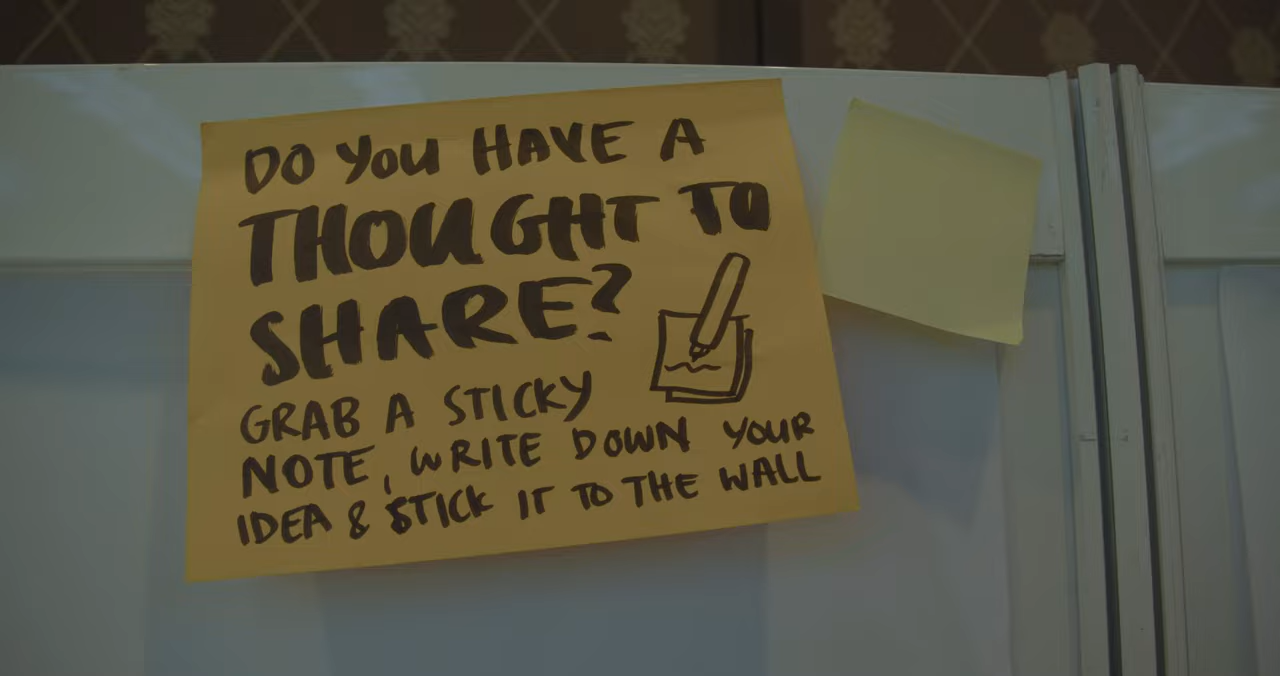 DO YOU HAVE A
THOUGHT TO
SHARE?
GRAB A STICKY
NOTE, WRITE DOWN YOUR
IDEA & STICK IT TO THE WALL